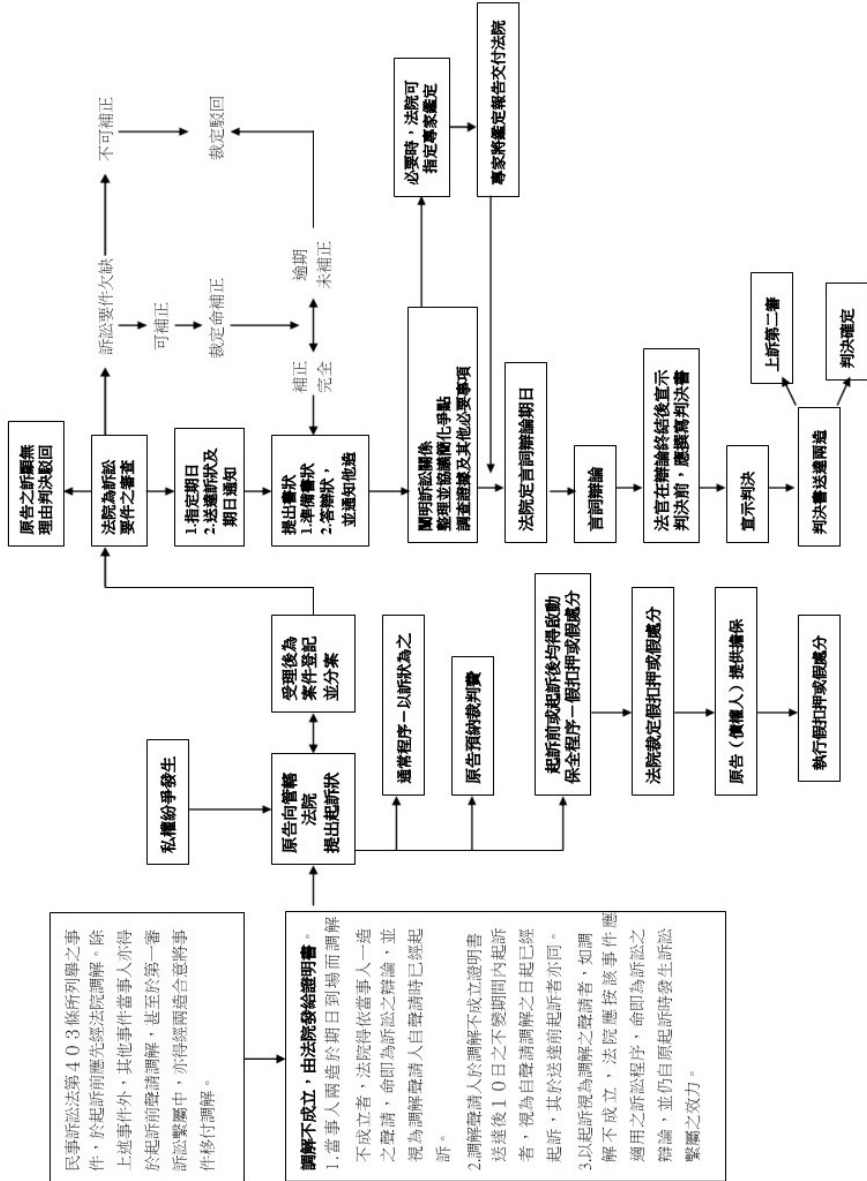 民事訴訟法第４０３條所列舉之事
件，於起訴前應先經法院調解。除
上述事件外，其他事件當事人亦得
於起訴前聲請調解，甚至於第一審
訴訟繫屬中，亦得經兩造合意將事
件移付調解。
調解不成立，由法院發給證明書。
1.當事人兩造於期日到場而調解
不成立者，法院得依當事人一造
之聲請，命即為訴訟之辯論，並
視為調解聲請人自聲請時已經起
訴。
2.調解聲請人於調解不成立證明書
送達後１０日之不變期間內起訴
者，視為自聲請調解之日起已經
起訴，其於送達前起訴者亦同。
3.以起訴視為調解之聲請者，如調
解不成立，法院應按該事件應
適用之訴訟程序，命即為訴訟之
辯論，並仍自原起訴時發生訴訟
繫屬之效力。
私權紛爭發生
原告向管轄
法院
提出起訴狀
受理後為
案件登記
並分案
通常程序－以訴狀為之
原告預納裁判費
起訴前或起訴後均得啟動
保全程序－假扣押或假處分
法院裁定假扣押或假處分
原告（債權人）提供擔保
執行假扣押或假處分
原告之訴顯無
理由判決駁回
法院為訴訟
要件之審查
1.指定期日
2.送達訴狀及
期日通知
提出書狀
1.準備書狀
2.答辯狀，
並通知他造
闡明訴訟關係
整理並協議簡化爭點
調查證據及其他必要事項
法院定言詞辯論期日
言詞辯論
法官在辯論終結後宣示
判決前，應撰寫判決書
宣示判決
判決書送達兩造
上訴第二審
判決確定
訴訟要件欠缺
不可補正
可補正
裁定命補正
裁定駁回
補正
完全
逾期
未補正
必要時，法院可
指定專家鑑定
專家將鑑定報告交付法院